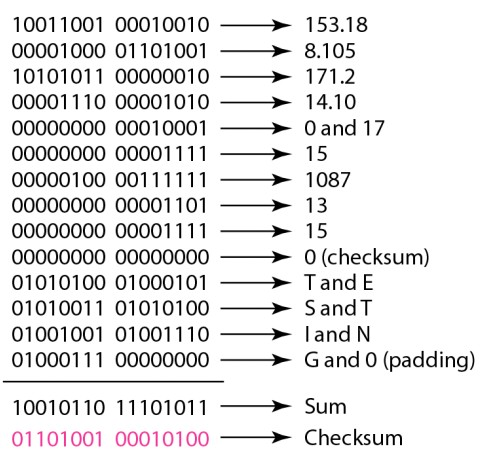 10011001 00010010 → 153.18
00001000 01101001 → 8.105
10101011 00000010 → 171.2
00001110 00001010 → 14.10
00000000 00010001 → 0 and 17
00000000 00001111 → 15
00000100 00111111 → 1087
00000000 00001101 → 13
00000000 00001111 → 15
00000000 00000000 → 0 (checksum)
01010100 01000101 → T and E
01010011 01010100 → S and T
01001001 01001110 → I and N
01000111 00000000 → G and 0 (padding)
10010110 11101011 → Sum
01101001 00010100 → Checksum